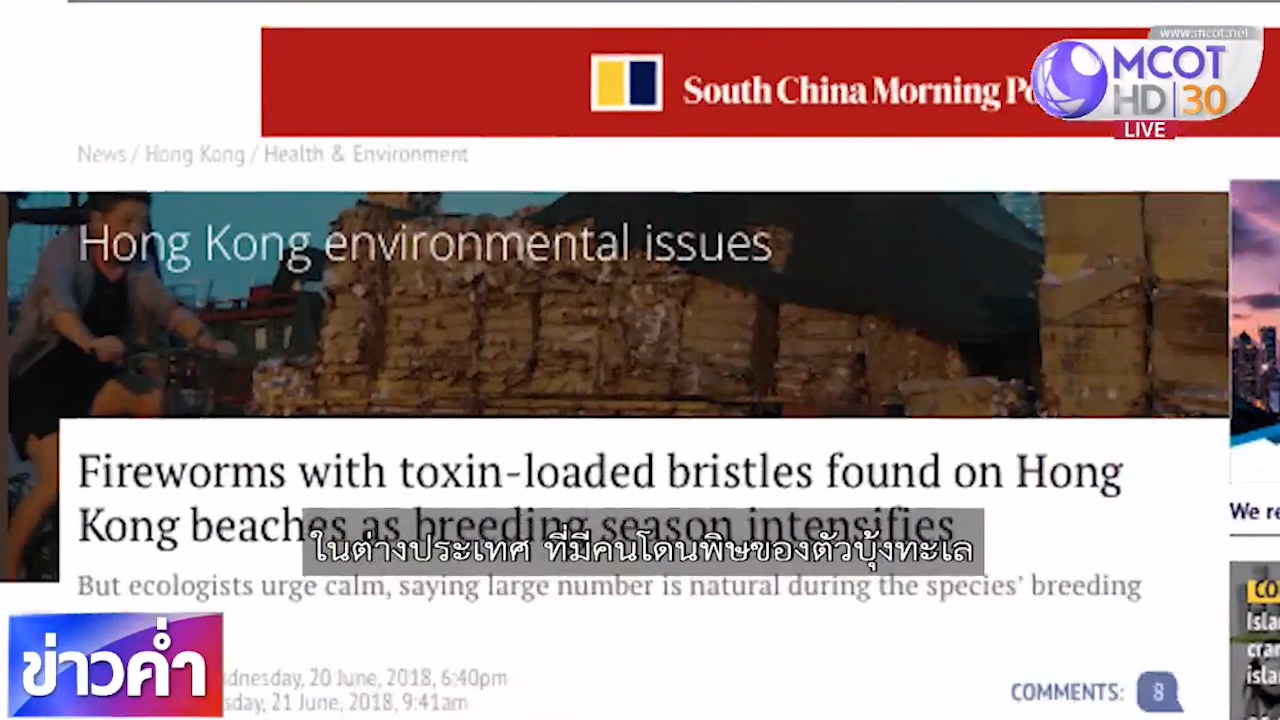 www.mcot.net
South China Morning
MCOT
HD 30
LIVE
News / Hong Kong / Health & Environment
Hong Kong environmental issues
Fireworms with toxin-loaded bristles found on Hong
Kong beaches as breeding season intensifies
ในต่างประเทศ ที่มีคนโดนพิษของตัวบุ้งทะเล
But ecologists urge calm, saying large number is natural during the species' breeding
We re
ข่าวค่ำ
20 June, 2018, 6:40pm
21 June, 2018, 9:41am
COMMENTS: 8